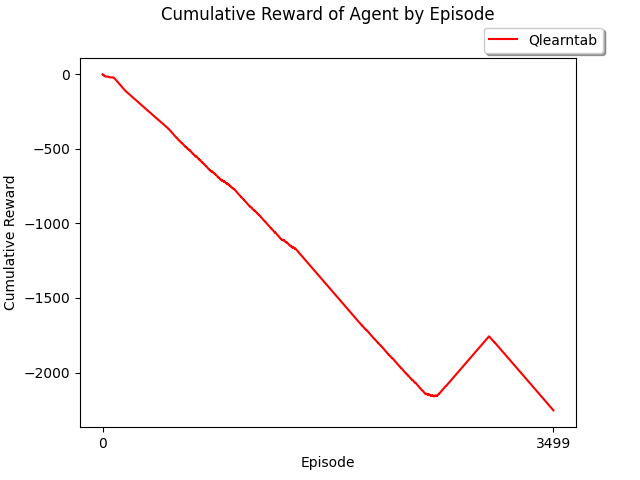 Cumulative Reward of Agent by Episode
Qlearntab
0
−500
−1000
−1500
−2000
Cumulative Reward
0
3499
Episode